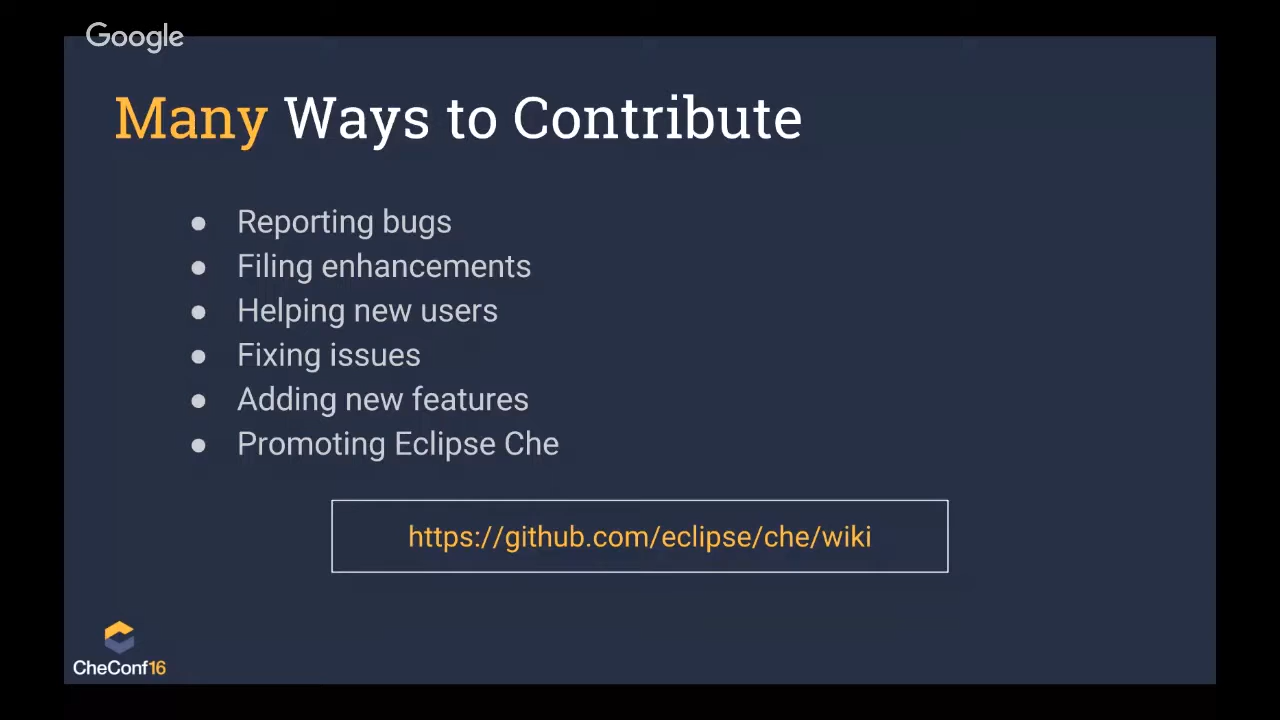 Google
Many Ways to Contribute
● Reporting bugs
● Filing enhancements
● Helping new users
● Fixing issues
● Adding new features
● Promoting Eclipse Che
https://github.com/eclipse/che/wiki
CheConf16